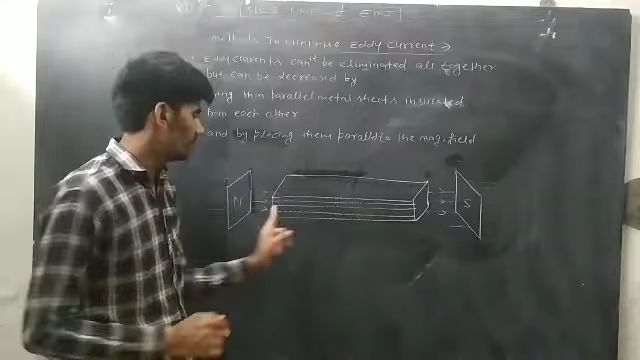 methods To minimise Eddy Current →
Eddy currents can't be eliminated all together
but can be decreased by
thin parallel metal sheets insulated
from each other
and by placing them parallel to the mag. field
N
S